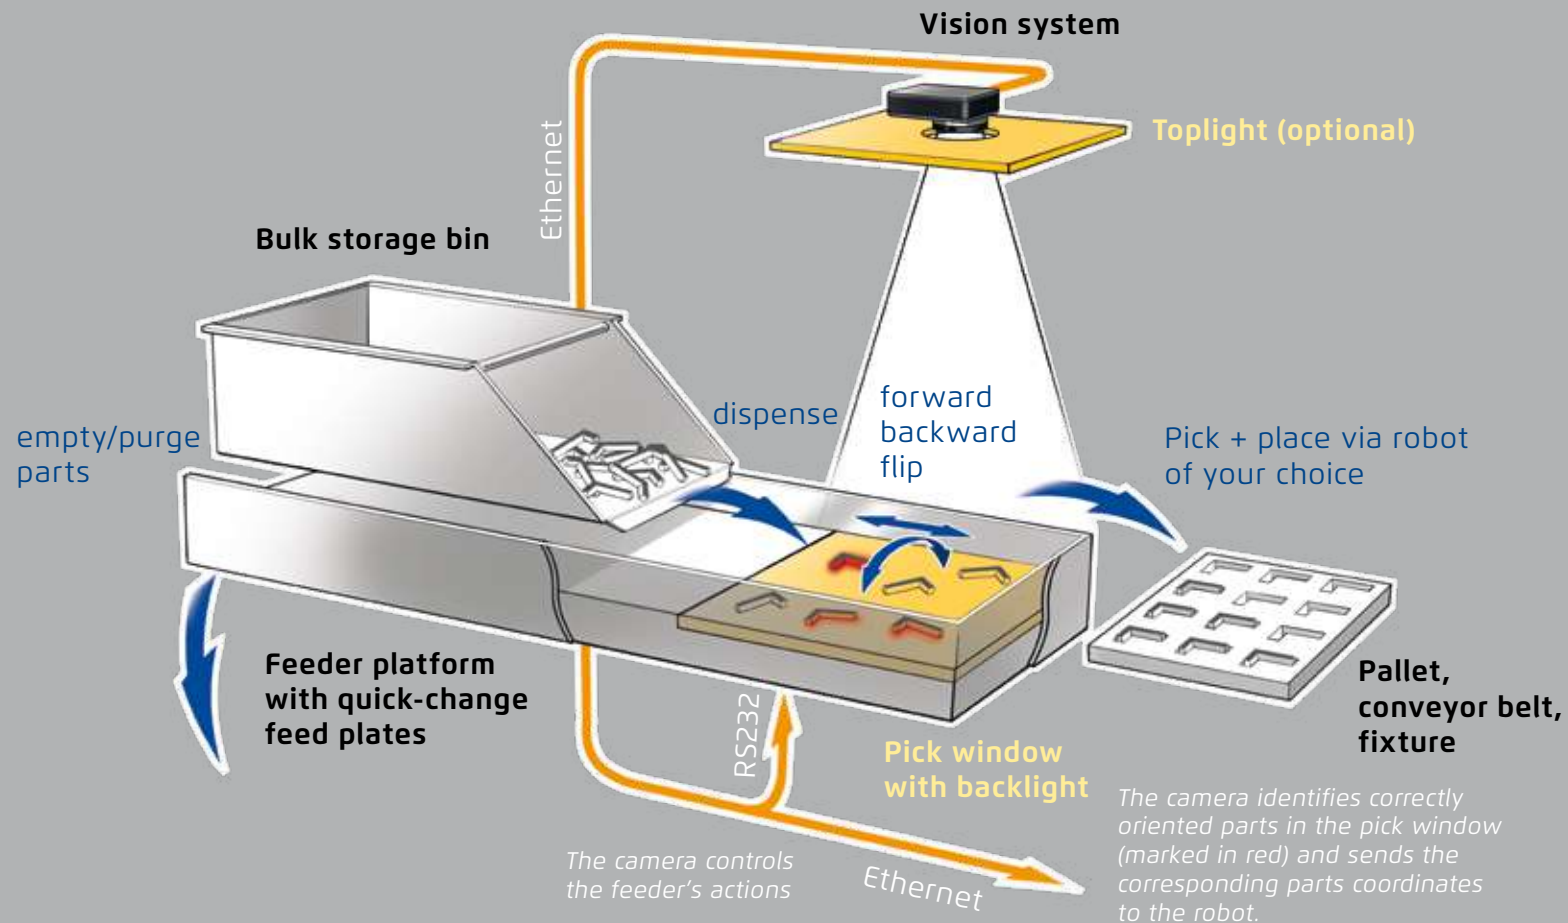 Vision system
Ethernet
Toplight (optional)
Bulk storage bin
empty/purge
parts
dispense
forward
backward
flip
Pick + place via robot
of your choice
Feeder platform
with quick-change
feed plates
RS232
Pick window
with backlight
Pallet,
conveyor belt,
fixture
The camera controls
the feeder's actions
Ethernet
The camera identifies correctly
oriented parts in the pick window
(marked in red) and sends the
corresponding parts coordinates
to the robot.